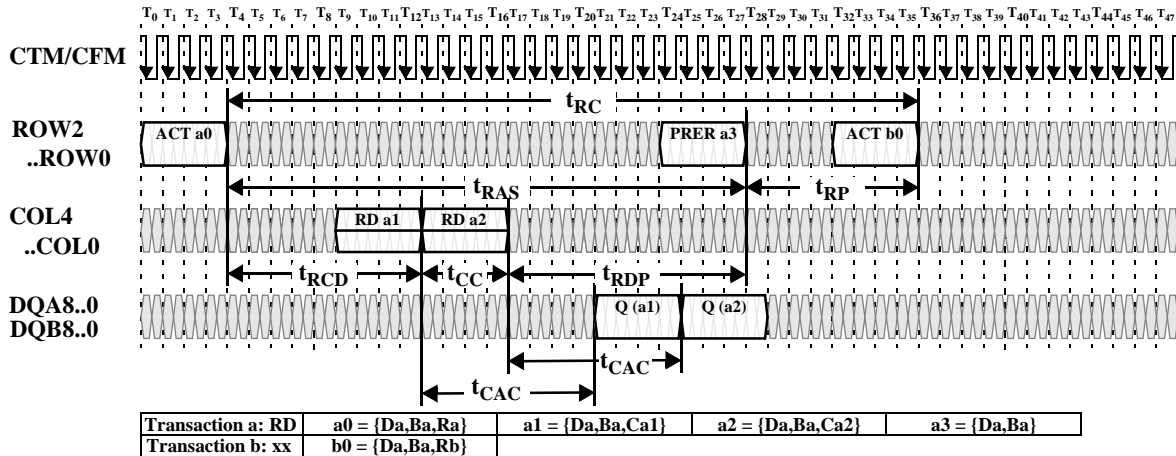 T0 T1 T2 T3 T4 T5 T6 T7 T8 T9 T10 T11 T12 T13 T14 T15 T16 T17 T18 T19 T20 T21 T22 T23 T24 T25 T26 T27 T28 T29 T30 T31 T32 T33 T34 T35 T36 T37 T38 T39 T40 T41 T42 T43 T44 T45 T46 T47
CTM/CFM
tRC
ROW2
..ROW0
ACT a0
PRER a3
ACT b0
tRAS
tRP
COL4
..COL0
RD a1
RD a2
tRCD
tCC
tRDP
DQA8..0
DQB8..0
Q (a1)
Q (a2)
tCAC
tCAC
Transaction a: RD a0 = {Da,Ba,Ra} a1 = {Da,Ba,Ca1} a2 = {Da,Ba,Ca2} a3 = {Da,Ba}
Transaction b: xx b0 = {Da,Ba,Rb}